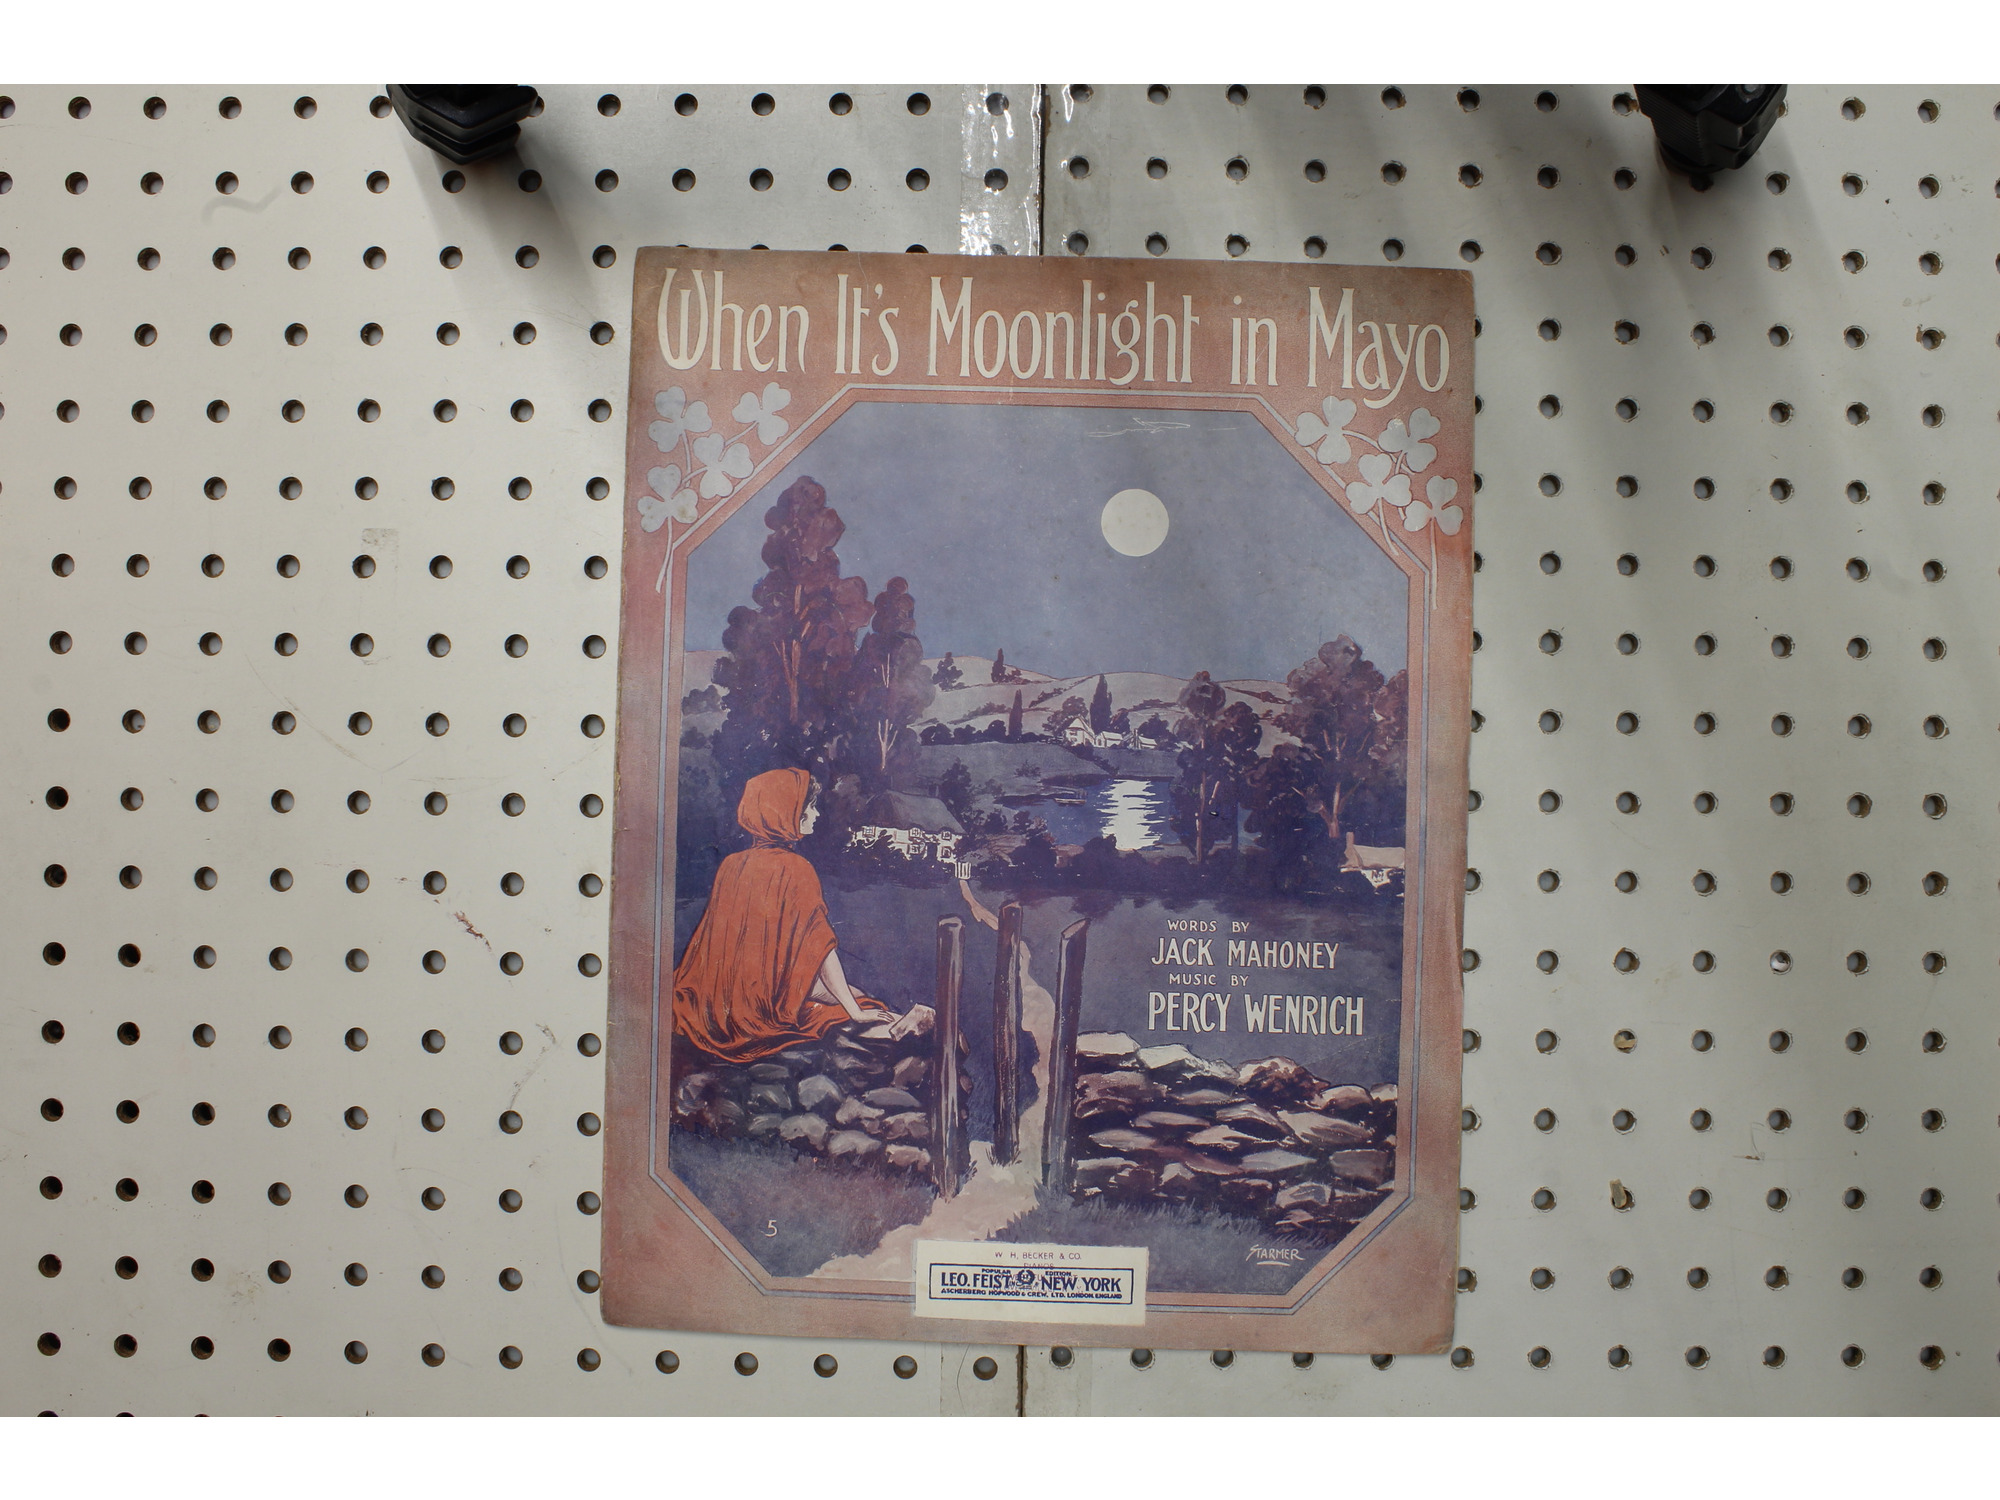 When It's Moonlight in Mayo
WORDS BY
JACK MAHONEY
MUSIC BY
PERCY WENRICH
5
STARMER
W. H. BECKER & CO.
PIANOS
POPULAR EDITION
LEO. FEIST NEW YORK
ASCHERBERG HOPWOOD & CREW, LTD. LONDON, ENGLAND